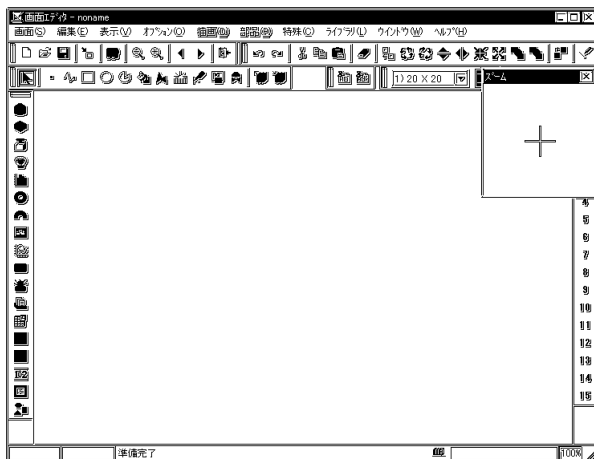 画面ｴﾃﾞｨﾀ - noname
画面(S) 編集(E) 表示(V) ｵﾌﾟｼｮﾝ(O) 描画(D) 部品(P) 特殊(C) ﾗｲﾌﾞﾗﾘ(L) ｳｲﾝﾄﾞｳ(W) ﾍﾙﾌﾟ(H)
1) 20 X 20
ｽﾞｰﾑ
5
6
7
8
9
10
11
12
13
14
15
準備完了
100%